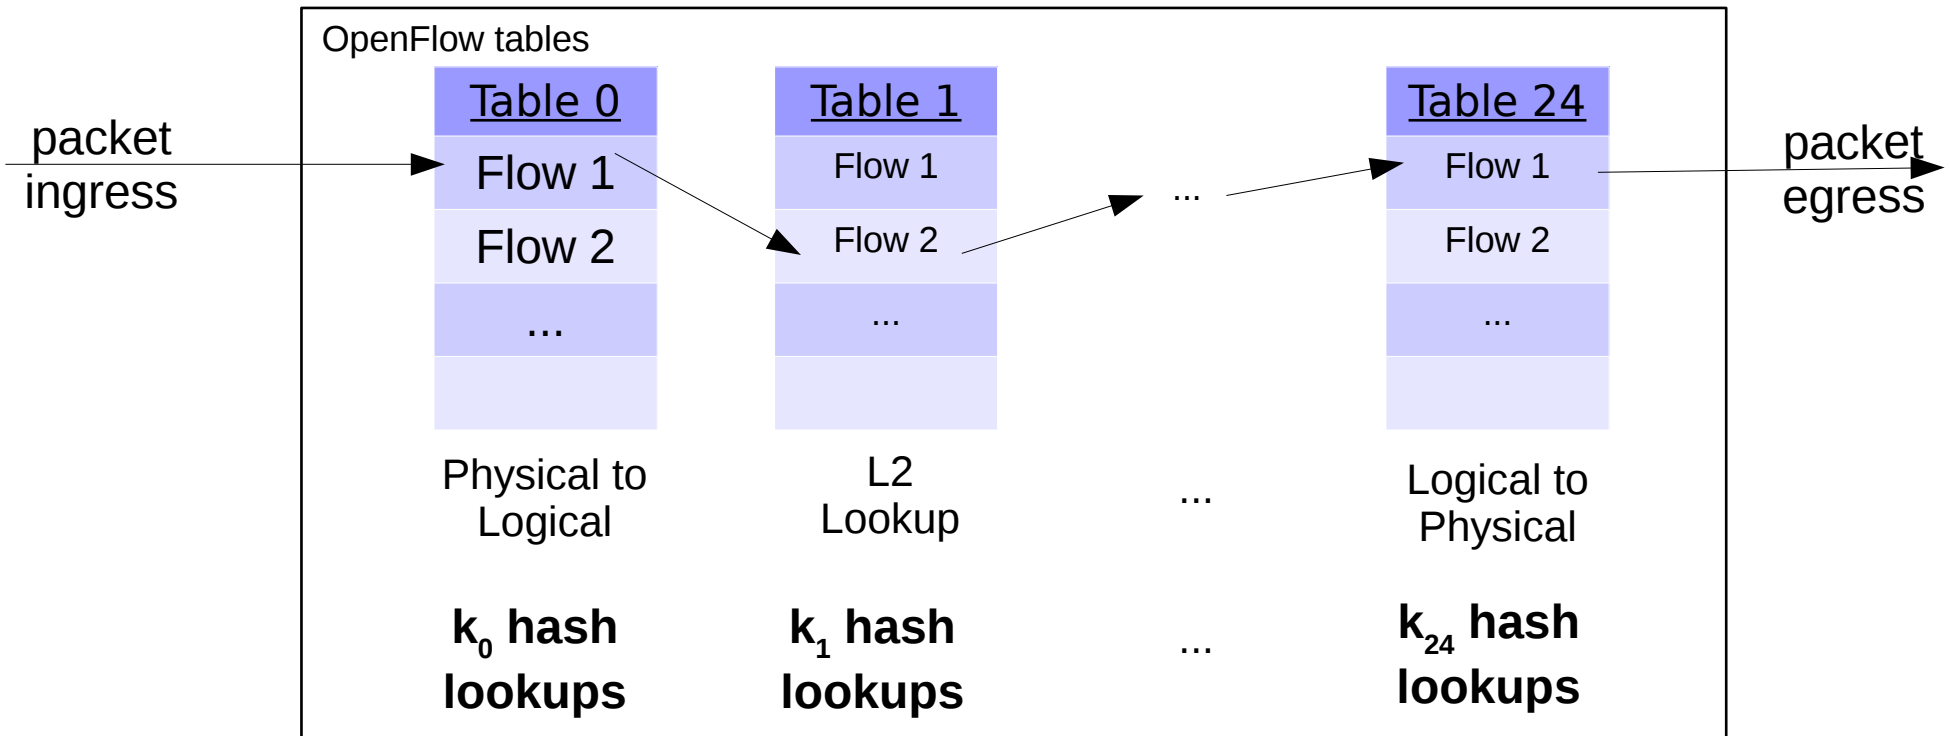 OpenFlow tables
packet
ingress
Table 0
Flow 1
Flow 2
...
Physical to
Logical
k0 hash
lookups
Table 1
Flow 1
Flow 2
...
L2
Lookup
k1 hash
lookups
...
...
...
Table 24
Flow 1
Flow 2
...
Logical to
Physical
k24 hash
lookups
packet
egress